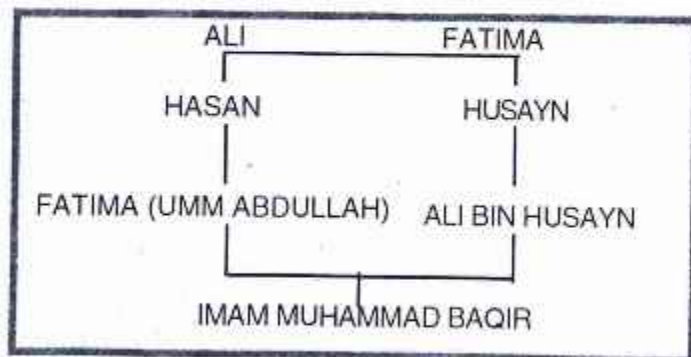 ALI FATIMA
HASAN HUSAYN
FATIMA (UMM ABDULLAH) ALI BIN HUSAYN
IMAM MUHAMMAD BAQIR